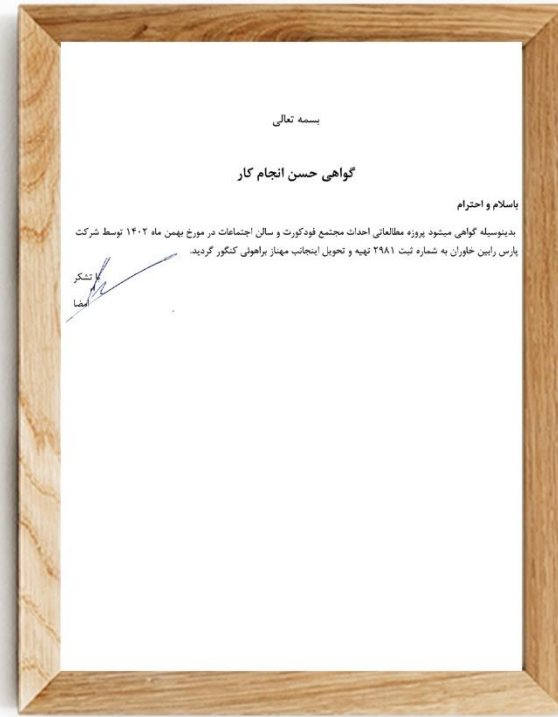 بسمه تعالی
گواهی حسن انجام کار
باسلام و احترام
بدینوسیله گواهی میشود پروژه مطالعاتی احداث مجتمع فودکورت و سالن اجتماعات در مورخ بهمن ماه ۱۴۰۲ توسط شرکت
پارس رابین خاوران به شماره ثبت ۲۹۸۱ تهیه و تحویل اینجانب مهناز براهوئی کنگور گردید.
با تشکر
امضا